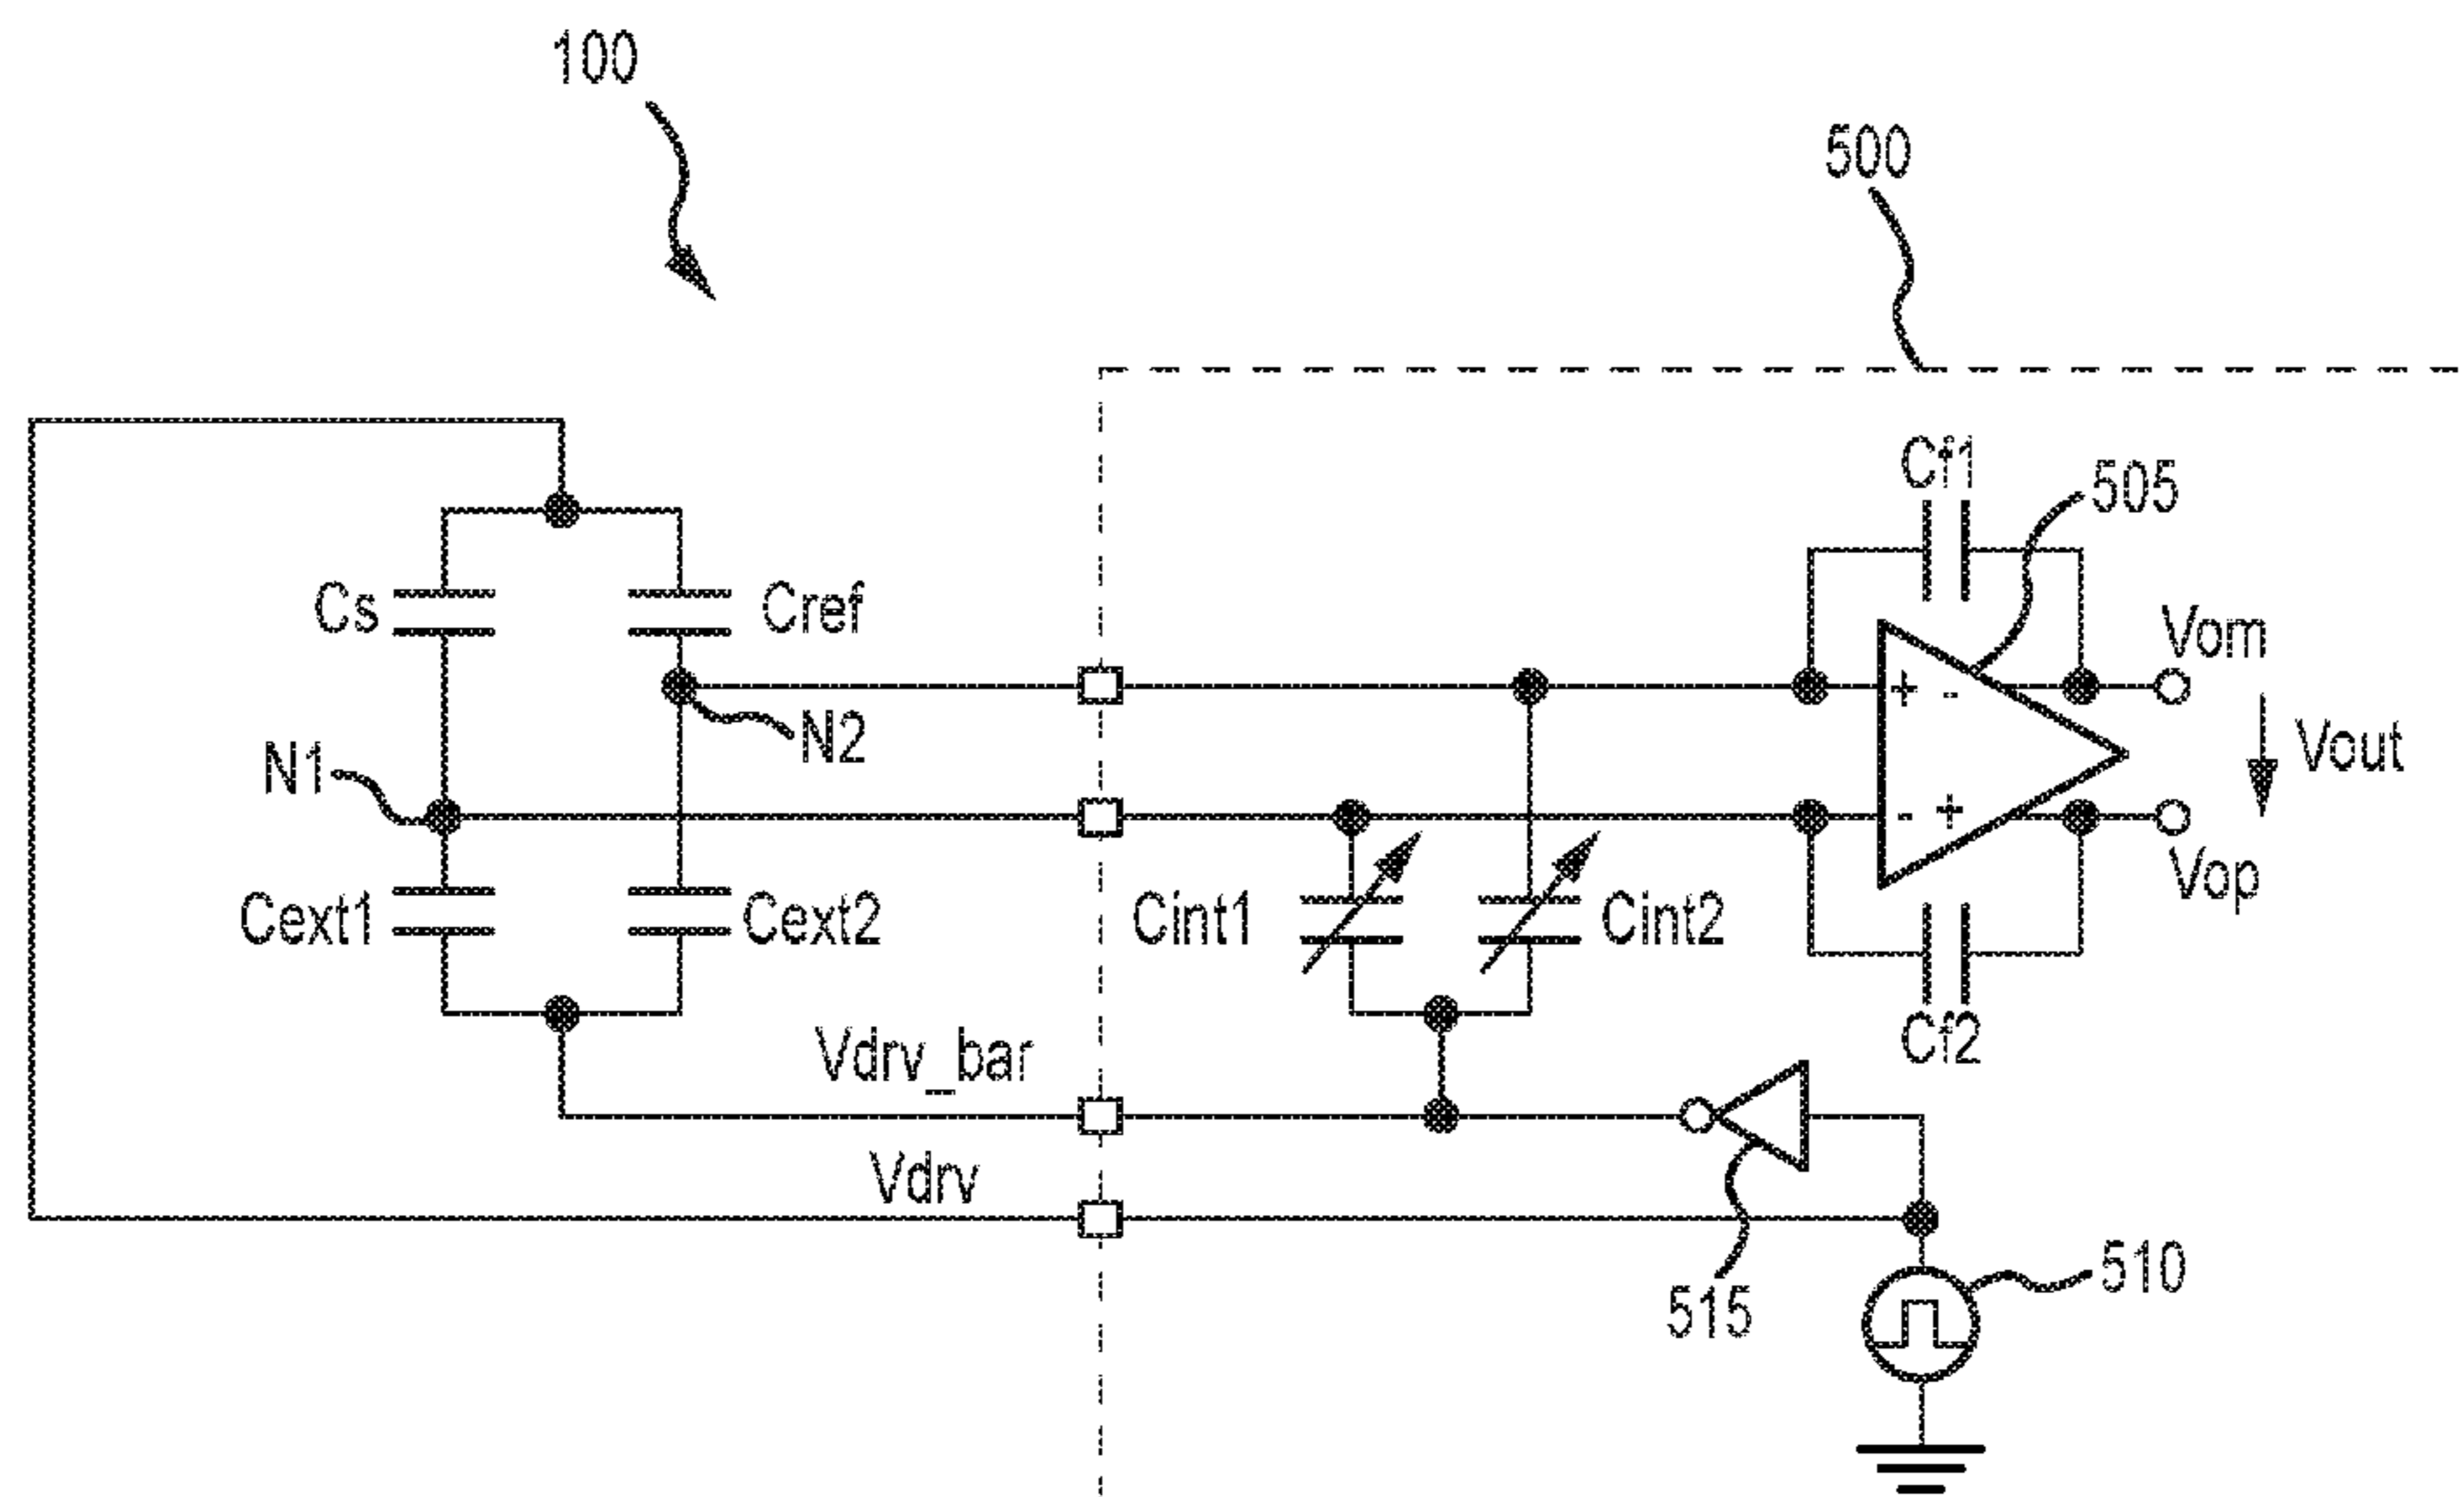 100
500
Cf1
505
Cs
Cref
Vom
+ -
N2
N1
Vout
- +
Vop
Cext1
Cext2
Cint1
Cint2
Cf2
Vdrv_bar
Vdrv
515
510